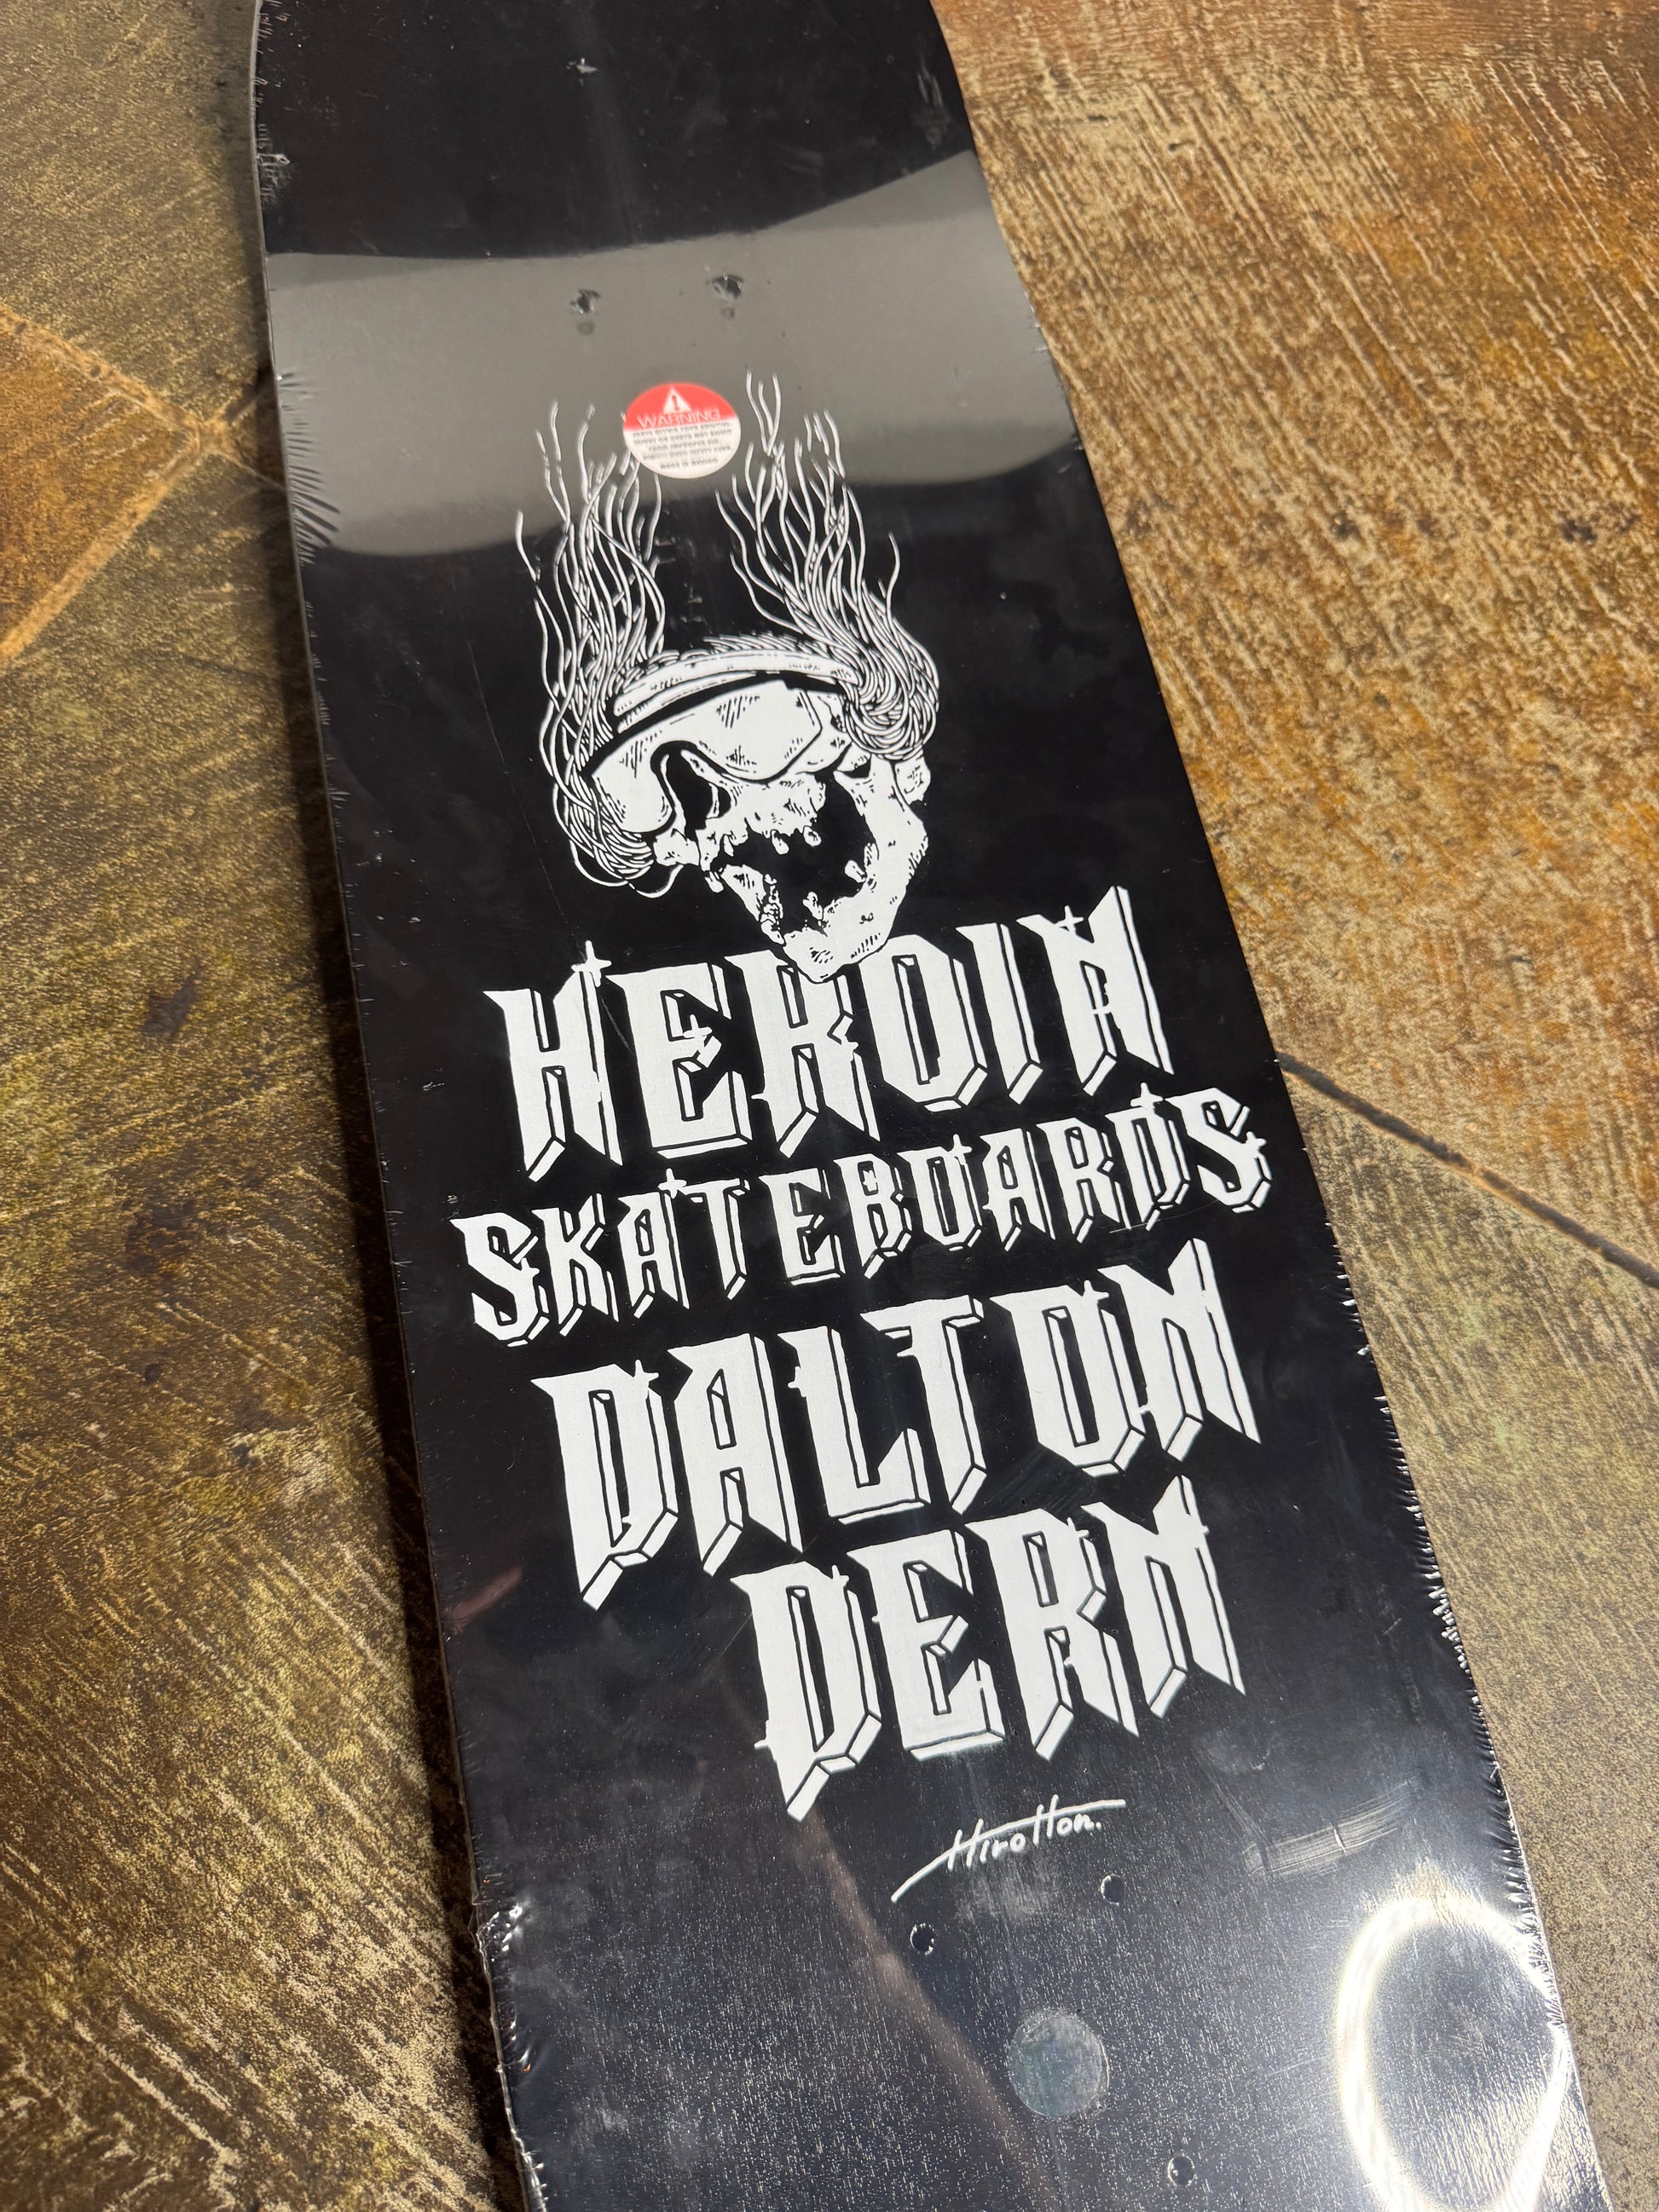 WARNING
HEROIN
SKATEBOARDS
DALTON
DERN
Hirotton.